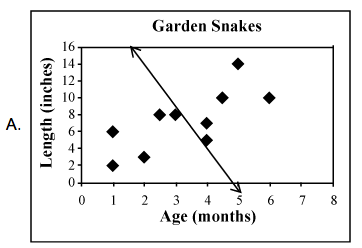 Garden Snakes
A.
Length (inches)
16
14
12
10
8
6
4
2
0
0 1 2 3 4 5 6 7 8
Age (months)